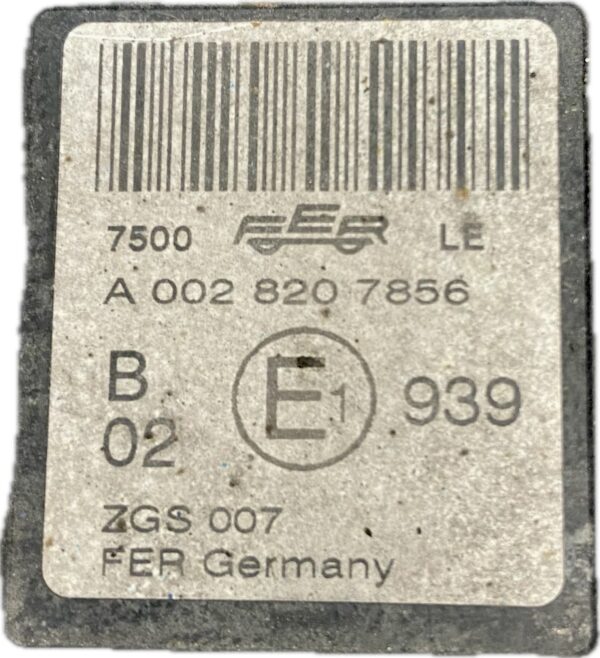 7500 FER LE
A 002 820 7856
B
02
E1
939
ZGS 007
FER Germany